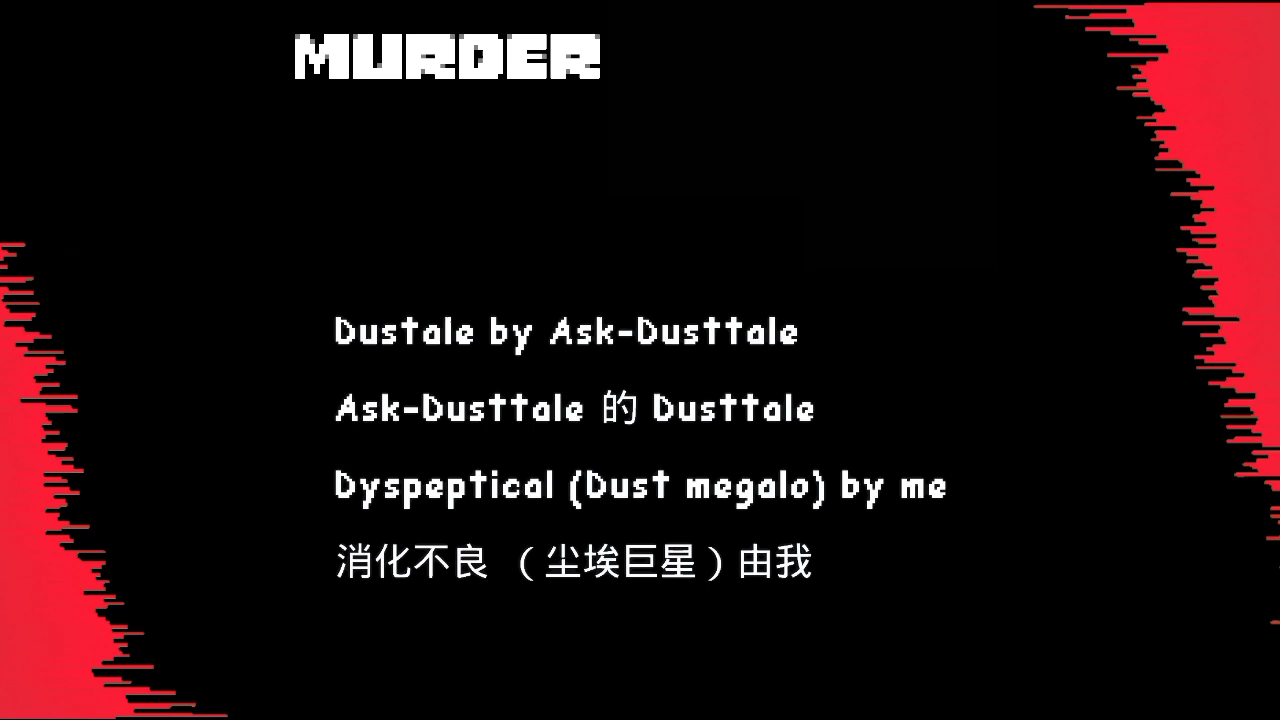 MURDER
Dustale by Ask-Dusttale
Ask-Dusttale 的 Dusttale
Dyspeptical (Dust megalo) by me
消化不良 （尘埃巨星）由我